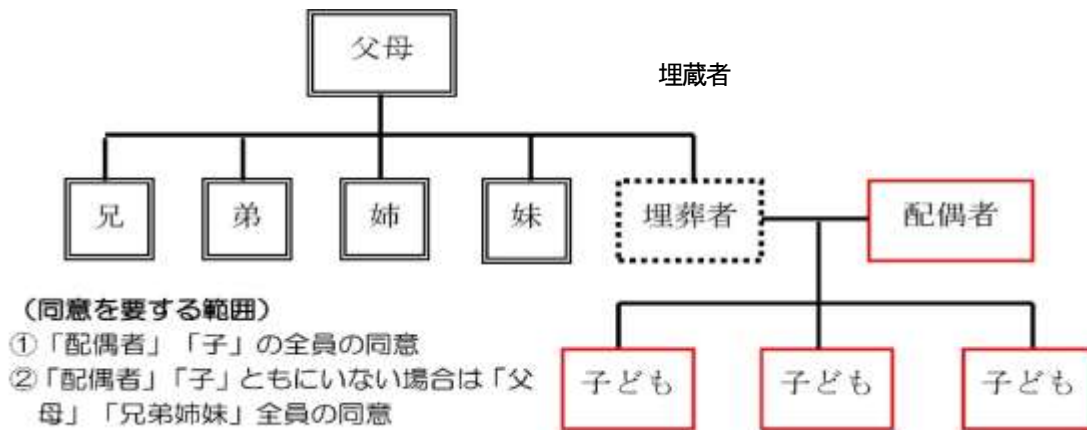 父母
埋蔵者
兄
弟
姉
妹
埋葬者
配偶者
（同意を要する範囲）
①「配偶者」「子」の全員の同意
②「配偶者」「子」ともにいない場合は「父
母」「兄弟姉妹」全員の同意
子ども
子ども
子ども